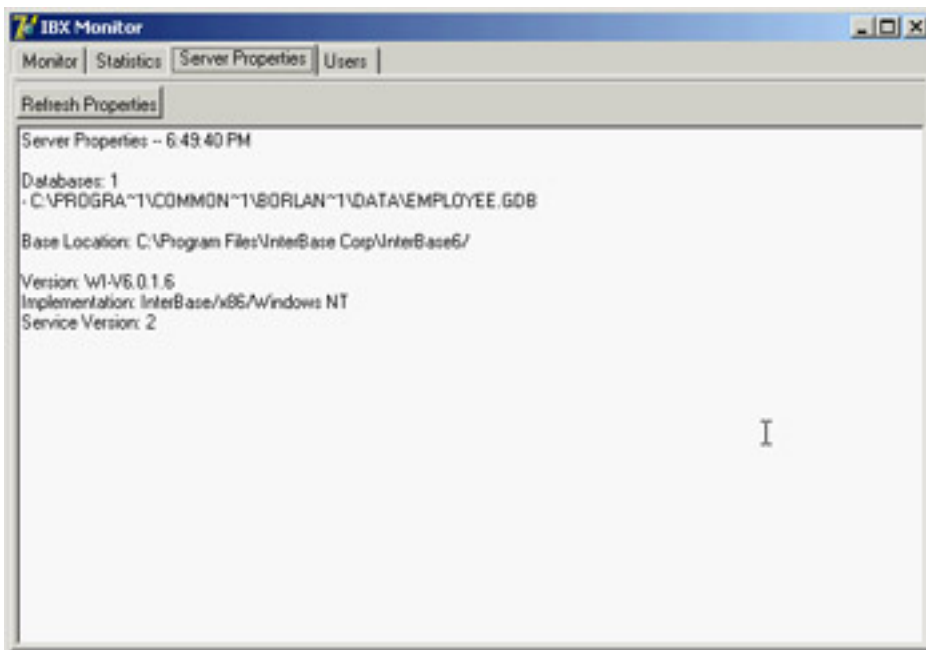 IBX Monitor
Monitor Statistics Server Properties Users
Refresh Properties
Server Properties -- 6:49:40 PM
Databases: 1
- C:\PROGRA~1\COMMON~1\BORLAN~1\DATA\EMPLOYEE.GDB
Base Location: C:\Program Files\InterBase Corp\InterBase6/
Version: WI-V6.0.1.6
Implementation: InterBase/x86/Windows NT
Service Version: 2